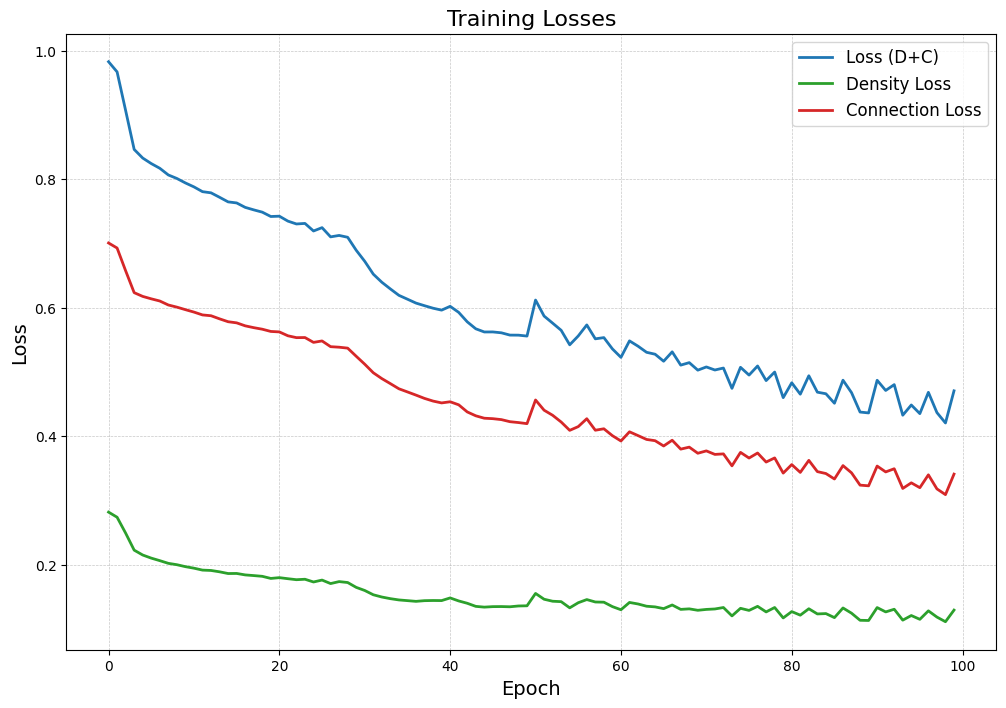 Training Losses
Loss (D+C)
Density Loss
Connection Loss
Loss
1.0
0.8
0.6
0.4
0.2
0 20 40 60 80 100
Epoch